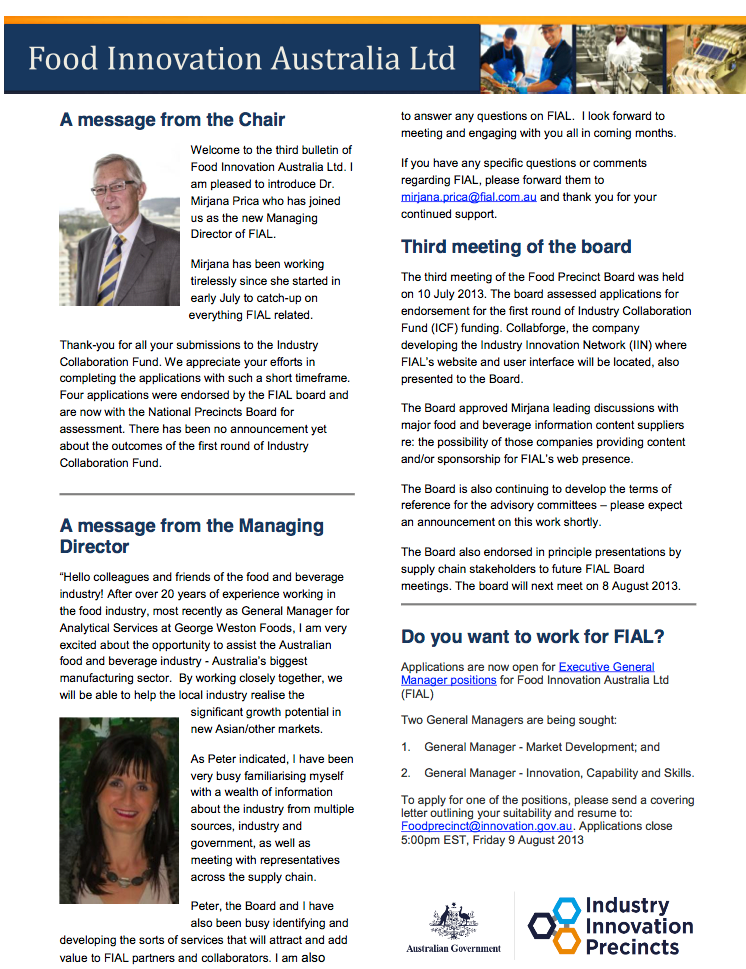 Food Innovation Australia Ltd
A message from the Chair
Welcome to the third bulletin of
Food Innovation Australia Ltd. I
am pleased to introduce Dr.
Mirjana Prica who has joined
us as the new Managing
Director of FIAL.
Mirjana has been working
tirelessly since she started in
early July to catch-up on
everything FIAL related.
Thank-you for all your submissions to the Industry
Collaboration Fund. We appreciate your efforts in
completing the applications with such a short timeframe.
Four applications were endorsed by the FIAL board and
are now with the National Precincts Board for
assessment. There has been no announcement yet
about the outcomes of the first round of Industry
Collaboration Fund.
A message from the Managing
Director
“Hello colleagues and friends of the food and beverage
industry! After over 20 years of experience working in
the food industry, most recently as General Manager for
Analytical Services at George Weston Foods, I am very
excited about the opportunity to assist the Australian
food and beverage industry - Australia’s biggest
manufacturing sector. By working closely together, we
will be able to help the local industry realise the
significant growth potential in
new Asian/other markets.
As Peter indicated, I have been
very busy familiarising myself
with a wealth of information
about the industry from multiple
sources, industry and
government, as well as
meeting with representatives
across the supply chain.
Peter, the Board and I have
also been busy identifying and
developing the sorts of services that will attract and add
value to FIAL partners and collaborators. I am also
to answer any questions on FIAL. I look forward to
meeting and engaging with you all in coming months.
If you have any specific questions or comments
regarding FIAL, please forward them to
mirjana.prica@fial.com.au and thank you for your
continued support.
Third meeting of the board
The third meeting of the Food Precinct Board was held
on 10 July 2013. The board assessed applications for
endorsement for the first round of Industry Collaboration
Fund (ICF) funding. Collabforge, the company
developing the Industry Innovation Network (IIN) where
FIAL’s website and user interface will be located, also
presented to the Board.
The Board approved Mirjana leading discussions with
major food and beverage information content suppliers
re: the possibility of those companies providing content
and/or sponsorship for FIAL’s web presence.
The Board is also continuing to develop the terms of
reference for the advisory committees – please expect
an announcement on this work shortly.
The Board also endorsed in principle presentations by
supply chain stakeholders to future FIAL Board
meetings. The board will next meet on 8 August 2013.
Do you want to work for FIAL?
Applications are now open for Executive General
Manager positions for Food Innovation Australia Ltd
(FIAL)
Two General Managers are being sought:
1. General Manager - Market Development; and
2. General Manager - Innovation, Capability and Skills.
To apply for one of the positions, please send a covering
letter outlining your suitability and resume to:
Foodprecinct@innovation.gov.au. Applications close
5:00pm EST, Friday 9 August 2013
Australian Government
Industry
Innovation
Precincts